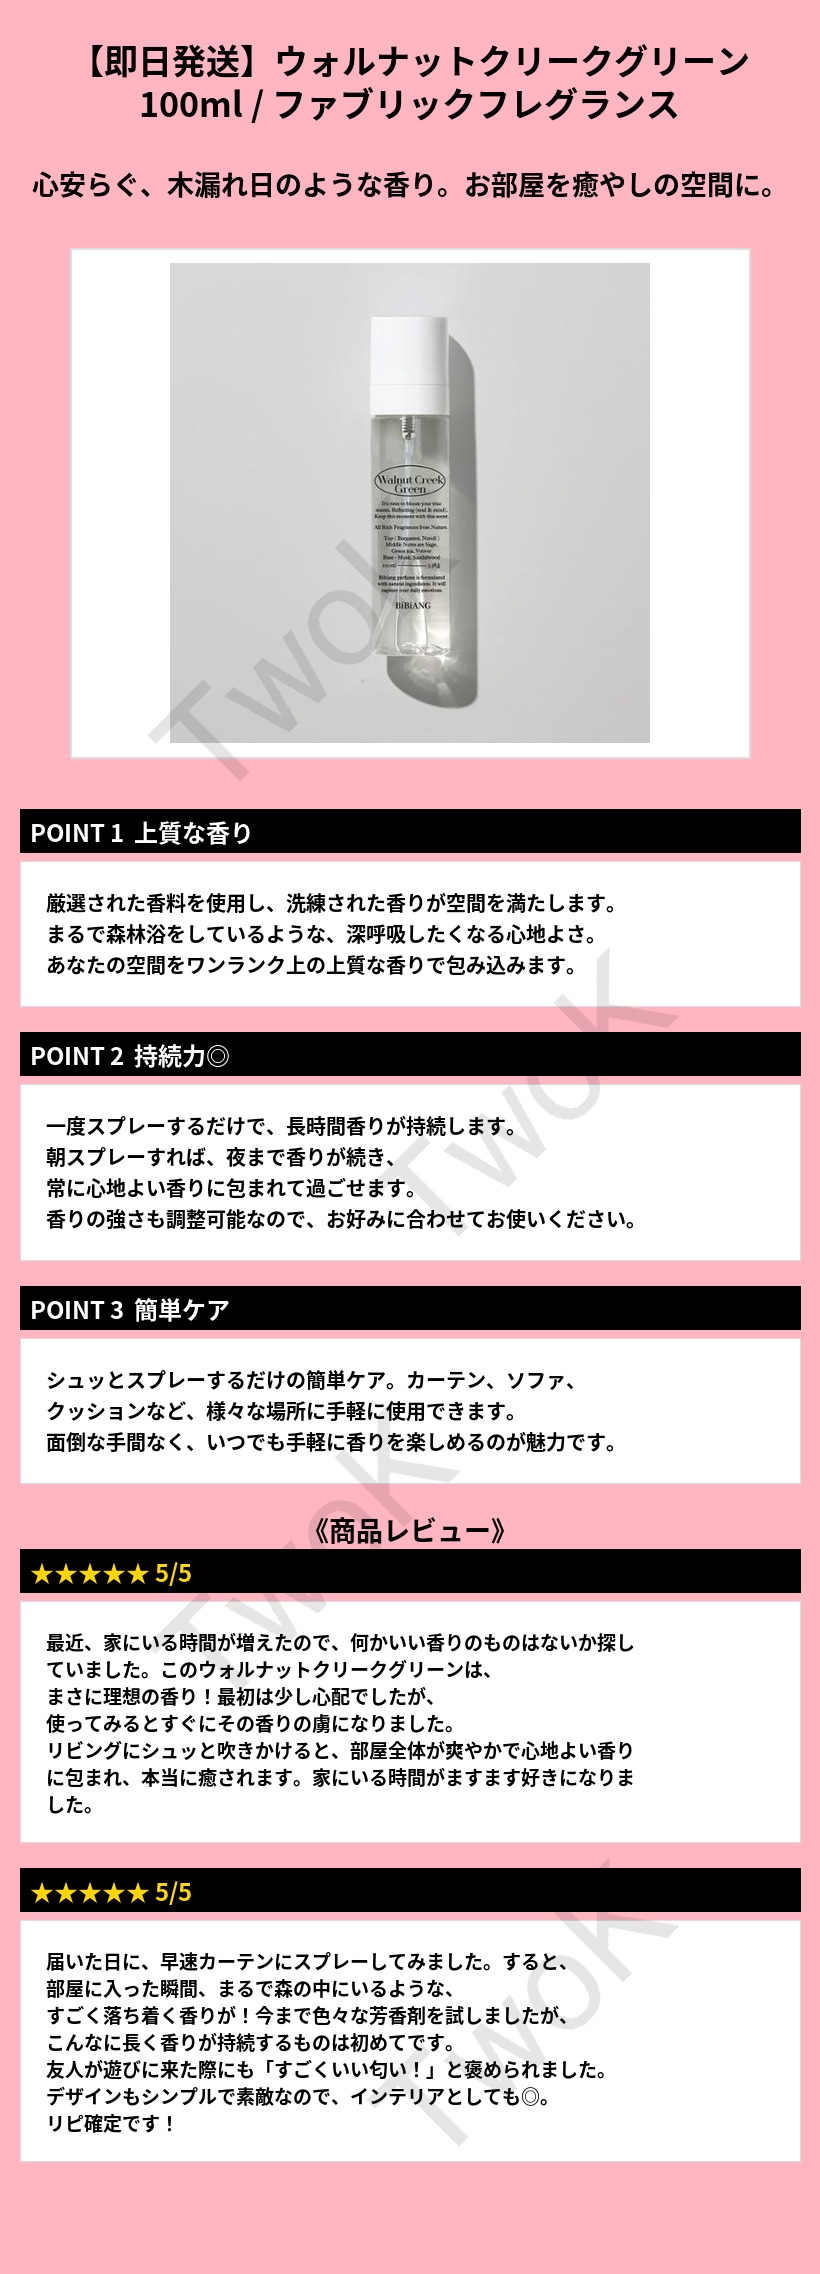 【即日発送】ウォルナットクリークグリーン
100ml / ファブリックフレグランス
心安らぐ、木漏れ日のような香り。お部屋を癒やしの空間に。
Walnut Creek
Green
It's time to bloom your true
scents. Reflecting (soul & mind).
Keep this moment with this scent.
All Rich Fragrances from Nature.
Top ( Bergamot, Neroli )
Middle Notes are Sage,
Green tea, Vetiver
Base - Musk, Sandalwood
100ml
3.38fl
Bibiang perfume is formulated
with natural ingredients. It will
capture your daily emotions.
BiBiANG
TwoK
POINT 1 上質な香り
厳選された香料を使用し、洗練された香りが空間を満たします。
まるで森林浴をしているような、深呼吸したくなる心地よさ。
あなたの空間をワンランク上の上質な香りで包み込みます。
POINT 2 持続力◎
一度スプレーするだけで、長時間香りが持続します。
朝スプレーすれば、夜まで香りが続き、
常に心地よい香りに包まれて過ごせます。
香りの強さも調整可能なので、お好みに合わせてお使いください。
TwoK
POINT 3 簡単ケア
シュッとスプレーするだけの簡単ケア。カーテン、ソファ、
クッションなど、様々な場所に手軽に使用できます。
面倒な手間なく、いつでも手軽に香りを楽しめるのが魅力です。
《商品レビュー》
TwoK
★★★★★ 5/5
最近、家にいる時間が増えたので、何かいい香りのものはないか探し
ていました。このウォルナットクリークグリーンは、
まさに理想の香り！最初は少し心配でしたが、
使ってみるとすぐにその香りの虜になりました。
リビングにシュッと吹きかけると、部屋全体が爽やかで心地よい香り
に包まれ、本当に癒されます。家にいる時間がますます好きになりま
した。
★★★★★ 5/5
届いた日に、早速カーテンにスプレーしてみました。すると、
部屋に入った瞬間、まるで森の中にいるような、
すごく落ち着く香りが！今まで色々な芳香剤を試しましたが、
こんなに長く香りが持続するものは初めてです。
友人が遊びに来た際にも「すごくいい匂い！」と褒められました。
デザインもシンプルで素敵なので、インテリアとしても◎。
リピ確定です！
TwoK